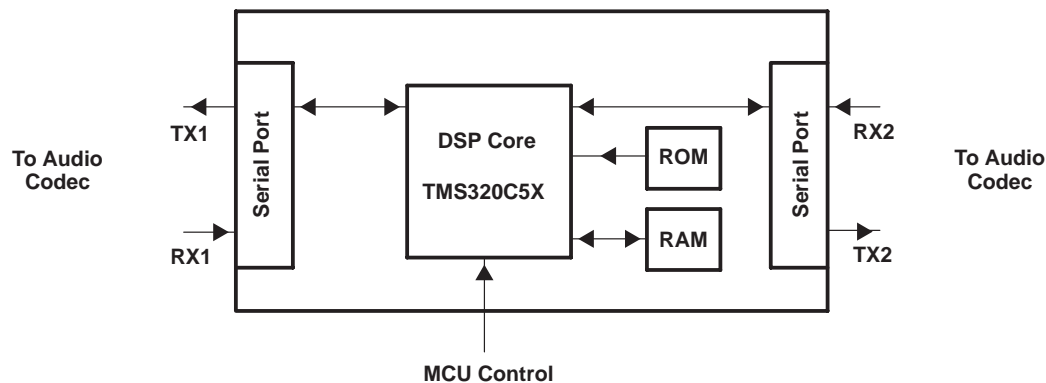 To Audio
Codec
TX1
RX1
Serial Port
DSP Core
TMS320C5X
ROM
RAM
Serial Port
RX2
TX2
To Audio
Codec
MCU Control